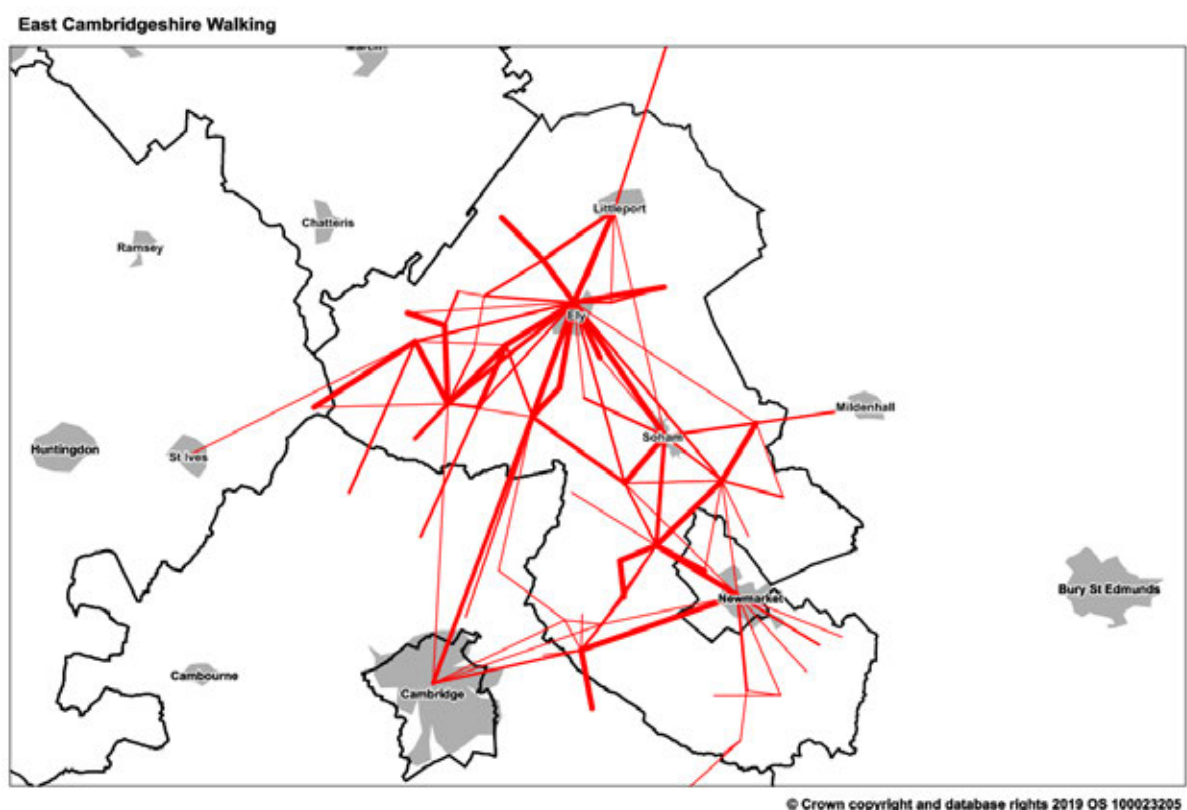 East Cambridgeshire Walking
March
Littleport
Chatteris
Ramsey
Ely
Mildenhall
Soham
Huntingdon
St Ives
Bury St Edmunds
Newmarket
Cambourne
Cambridge
© Crown copyright and database rights 2019 OS 100023205